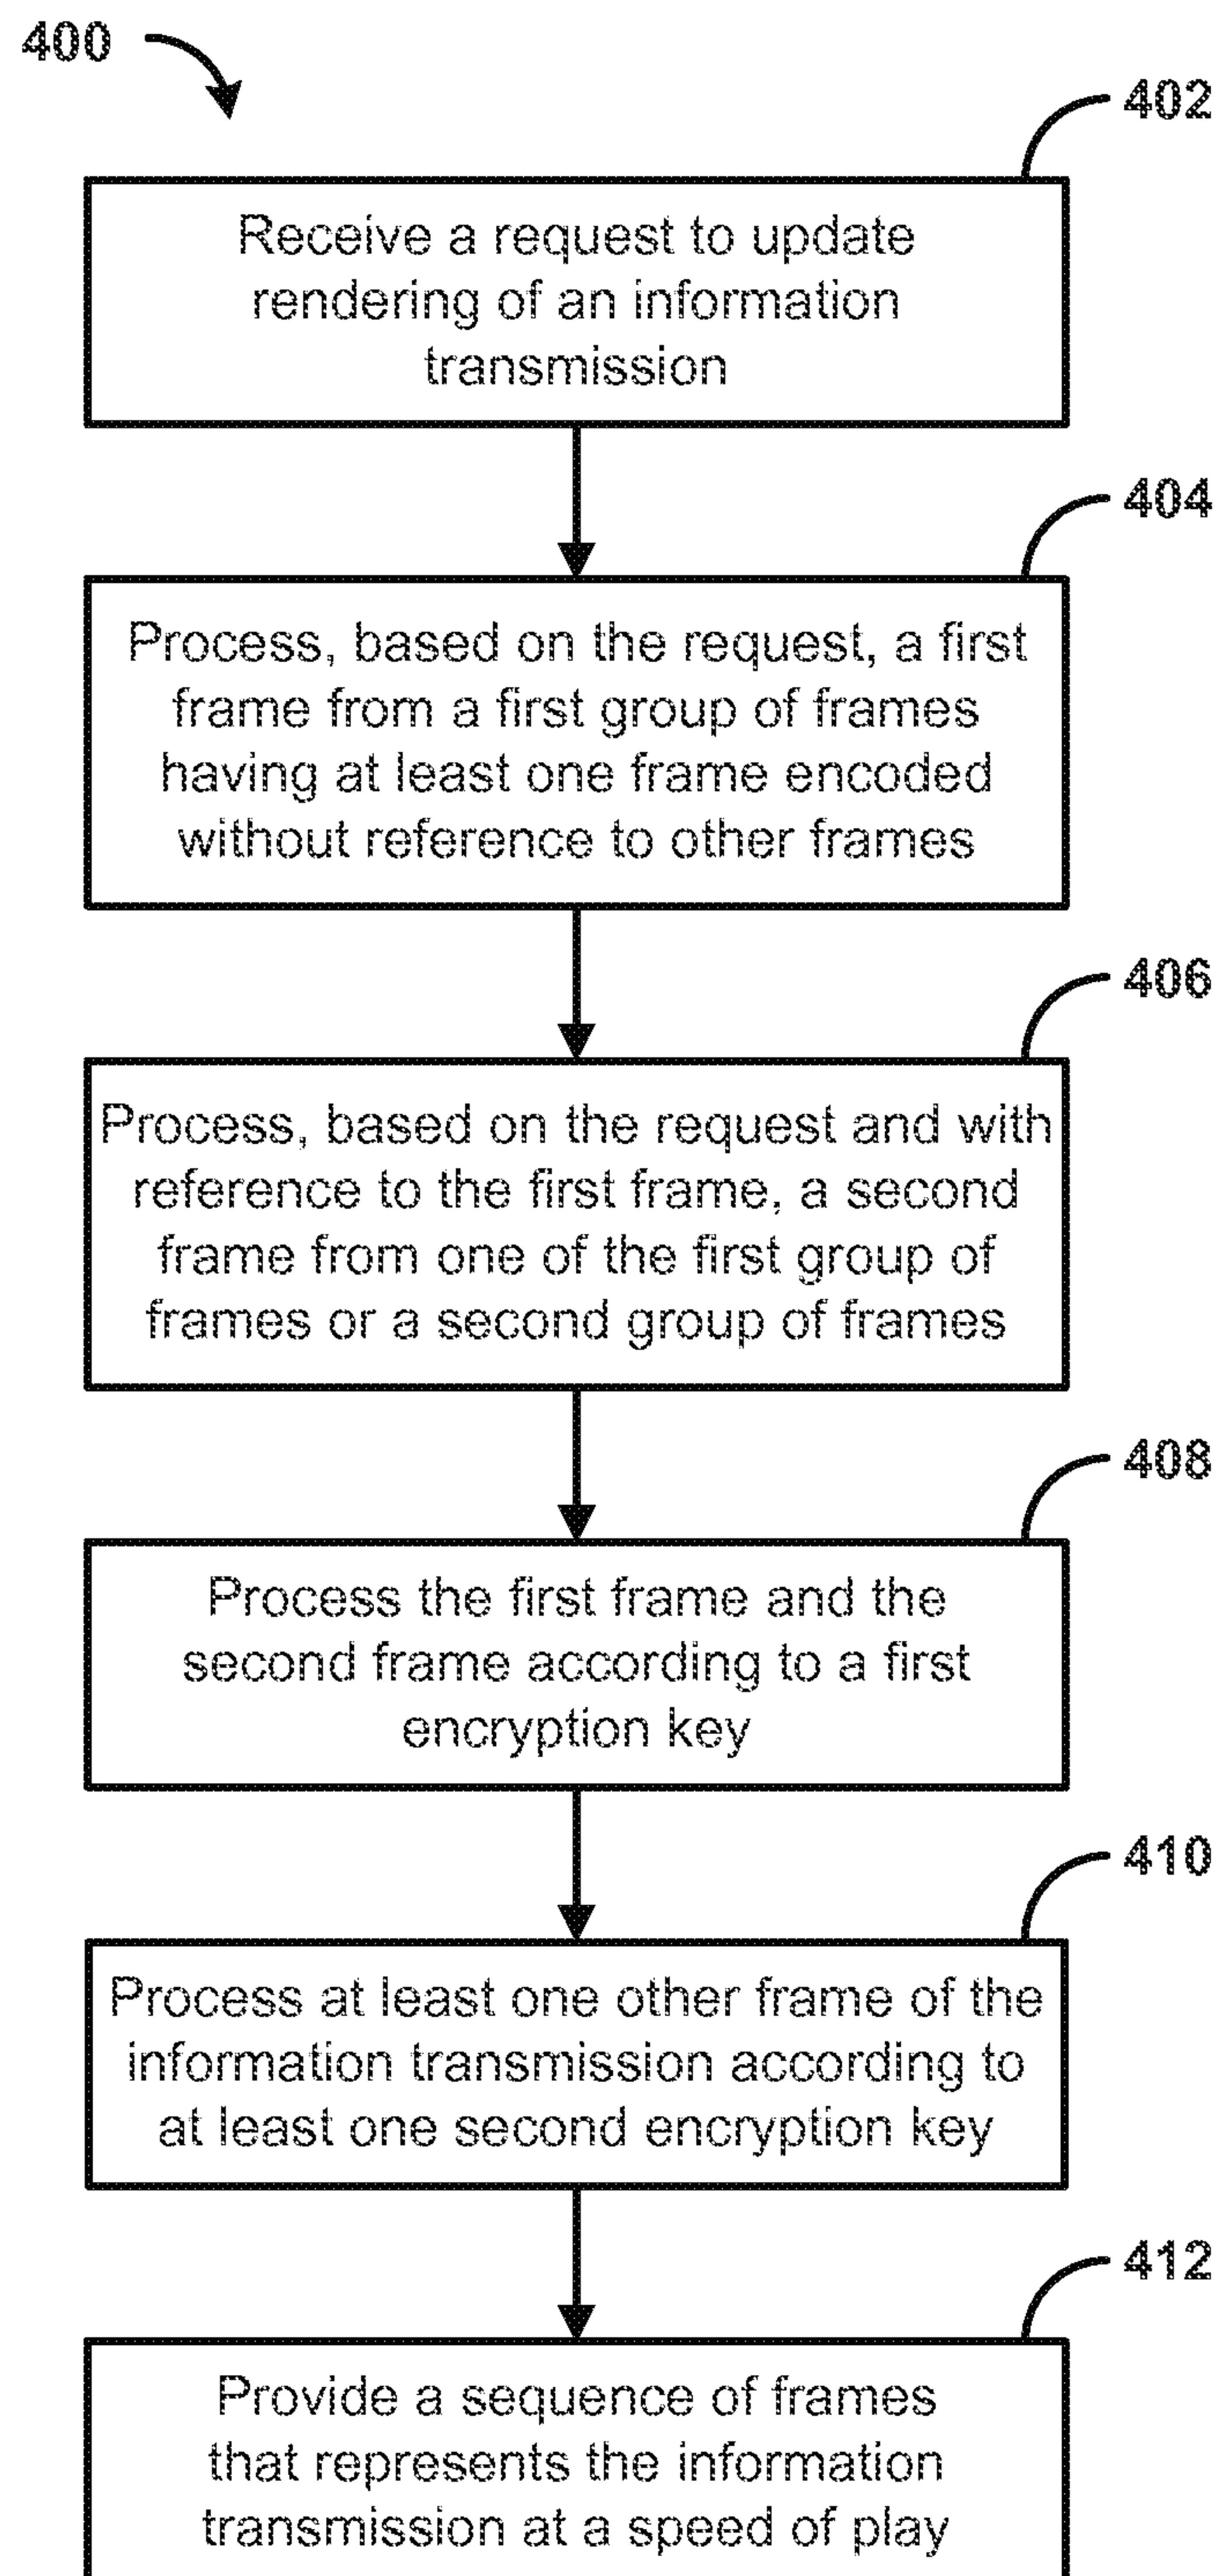 400
402
Receive a request to update
rendering of an information
transmission
404
Process, based on the request, a first
frame from a first group of frames
having at least one frame encoded
without reference to other frames
406
Process, based on the request and with
reference to the first frame, a second
frame from one of the first group of
frames or a second group of frames
408
Process the first frame and the
second frame according to a first
encryption key
410
Process at least one other frame of the
information transmission according to
at least one second encryption key
412
Provide a sequence of frames
that represents the information
transmission at a speed of play